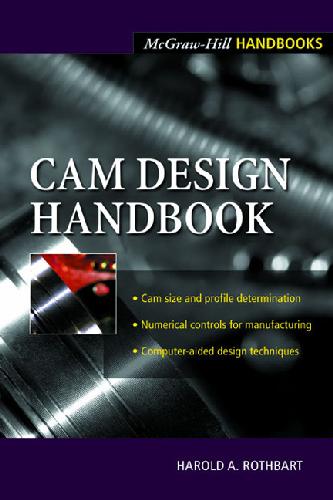 McGraw-Hill HANDBOOKS
CAM DESIGN
HANDBOOK
• Cam size and profile determination
• Numerical controls for manufacturing
• Computer-aided design techniques
HAROLD A. ROTHBART